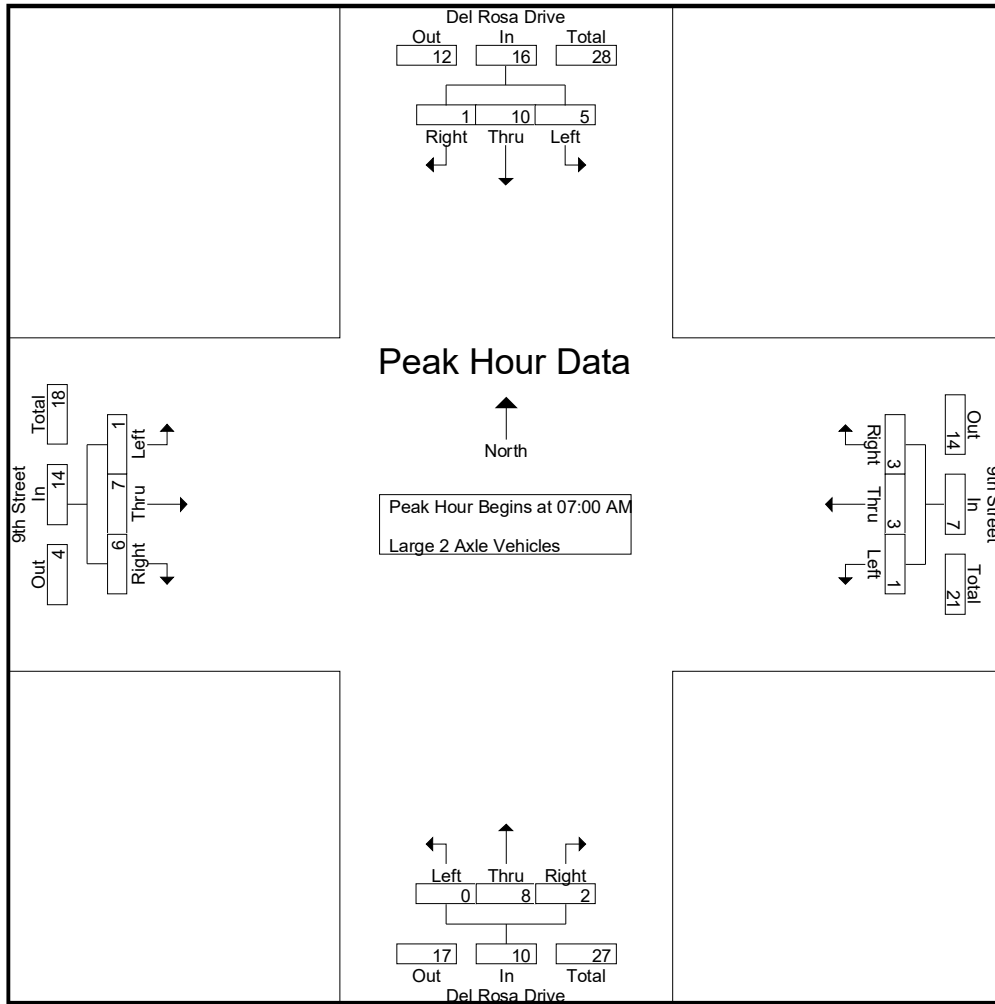 Del Rosa Drive
Out In Total
12 16 28
1 10 5
Right Thru Left
Peak Hour Data
North
Peak Hour Begins at 07:00 AM
Large 2 Axle Vehicles
9th Street
Total In Out
18 14 4
1 7 6
Left Thru Right
9th Street
Out In Total
14 7 21
3 3 1
Right Thru Left
Left Thru Right
0 8 2
17 10 27
Out In Total
Del Rosa Drive